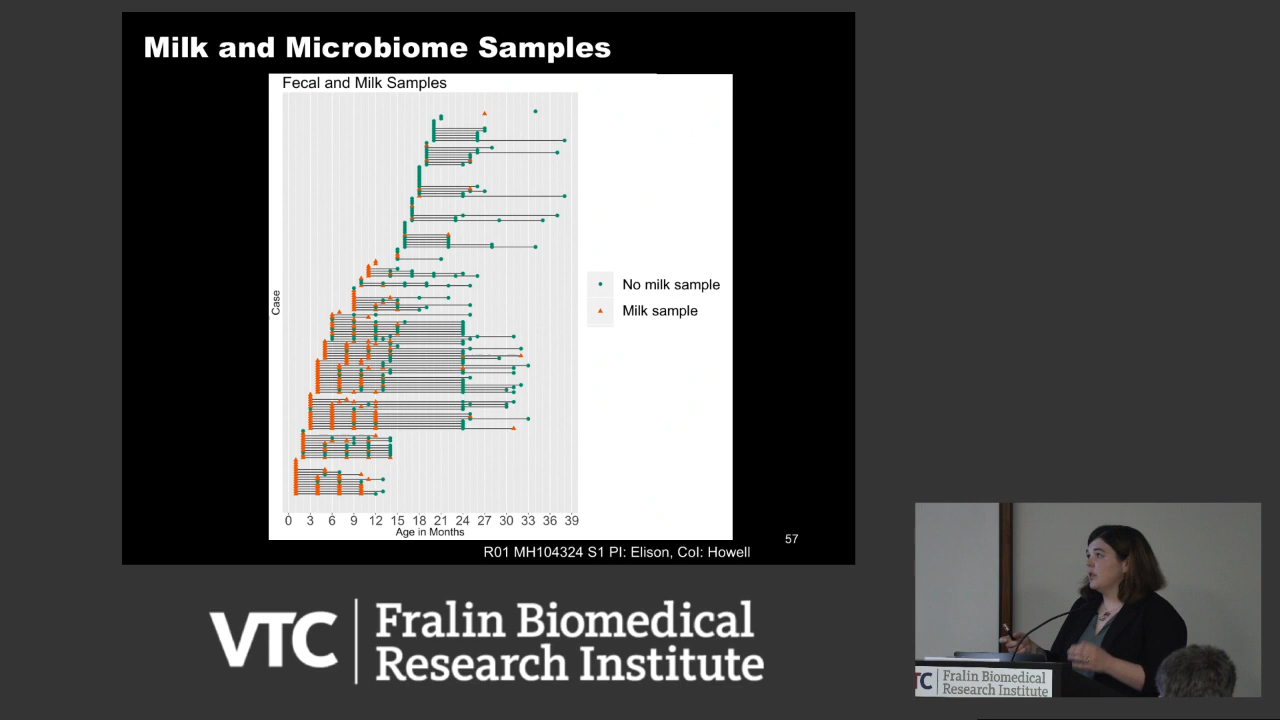 Milk and Microbiome Samples
Fecal and Milk Samples
Case
No milk sample
Milk sample
0 3 6 9 12 15 18 21 24 27 30 33 36 39
Age in Months
57
R01 MH104324 S1 PI: Elison, CoI: Howell
VTC Fralin Biomedical
Research Institute
TC Fralin Biomedical
Research Institute